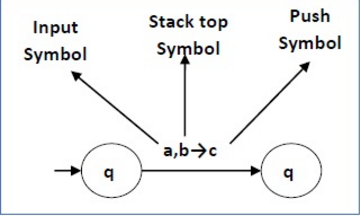 Input
Symbol
Stack top
Symbol
Push
Symbol
a,b→c
q
q